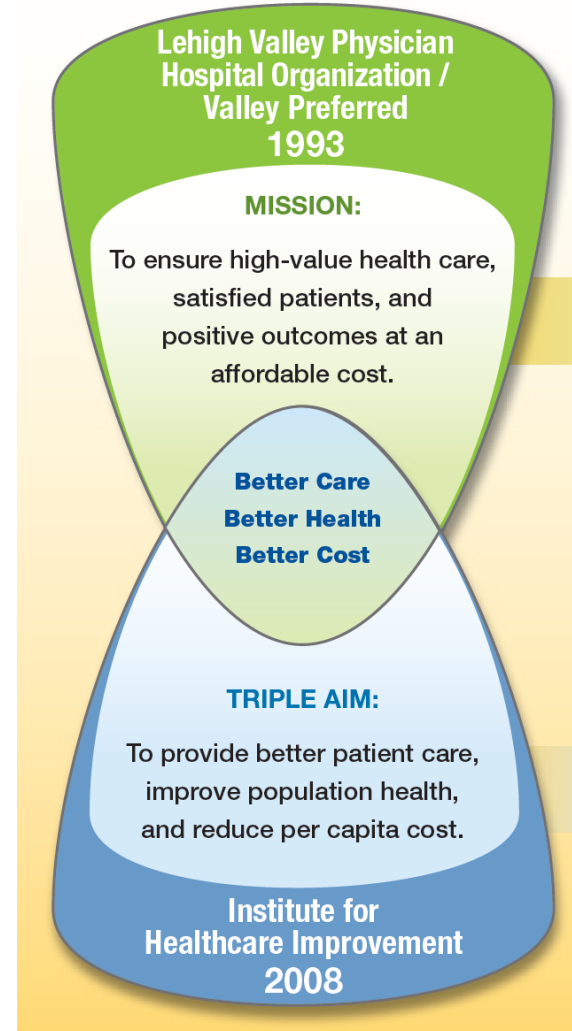 Lehigh Valley Physician
Hospital Organization /
Valley Preferred
1993
MISSION:
To ensure high-value health care,
satisfied patients, and
positive outcomes at an
affordable cost.
Better Care
Better Health
Better Cost
TRIPLE AIM:
To provide better patient care,
improve population health,
and reduce per capita cost.
Institute for
Healthcare Improvement
2008